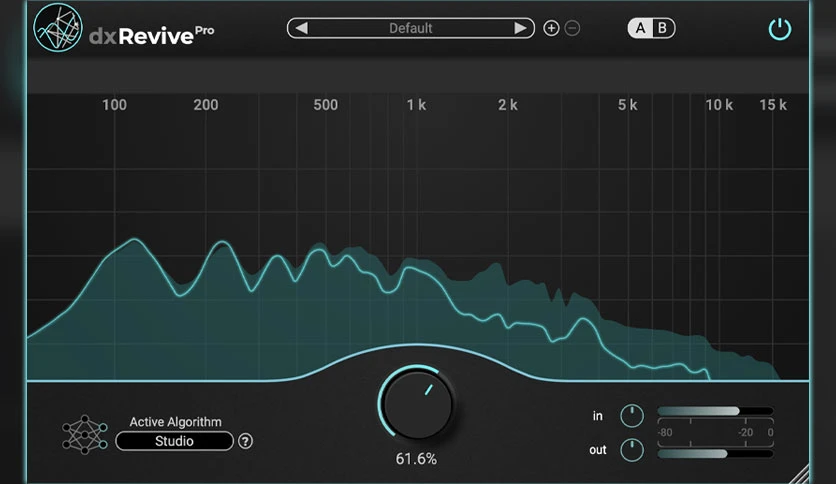 dxRevive Pro
Default
A B
100 200 500 1 k 2 k 5 k 10 k 15 k
Active Algorithm
Studio ?
61.6%
in
-80 -20 0
out